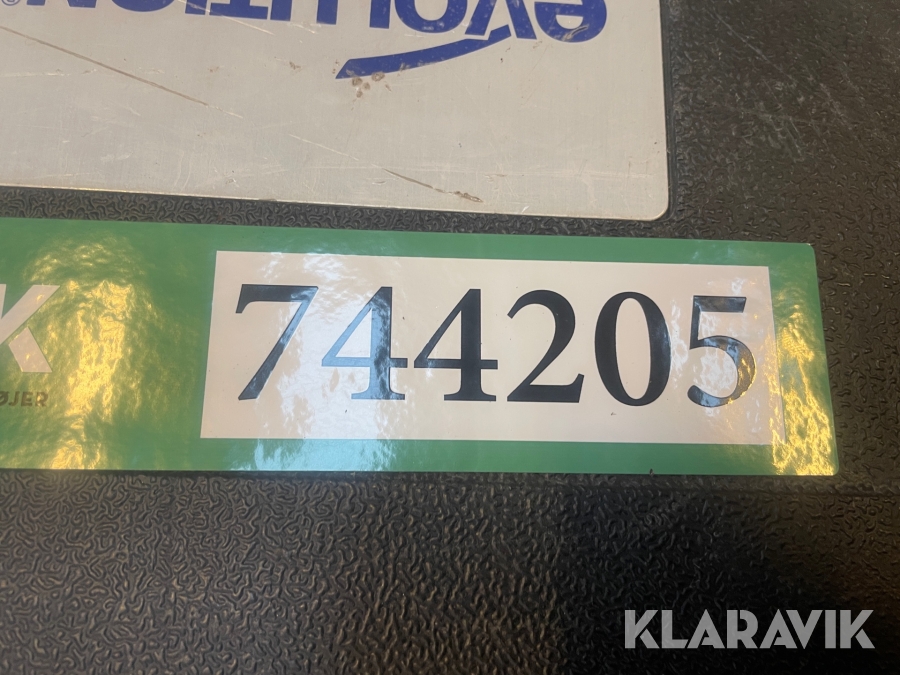 evolution®
744205
K
ØJER
KLARAVIK